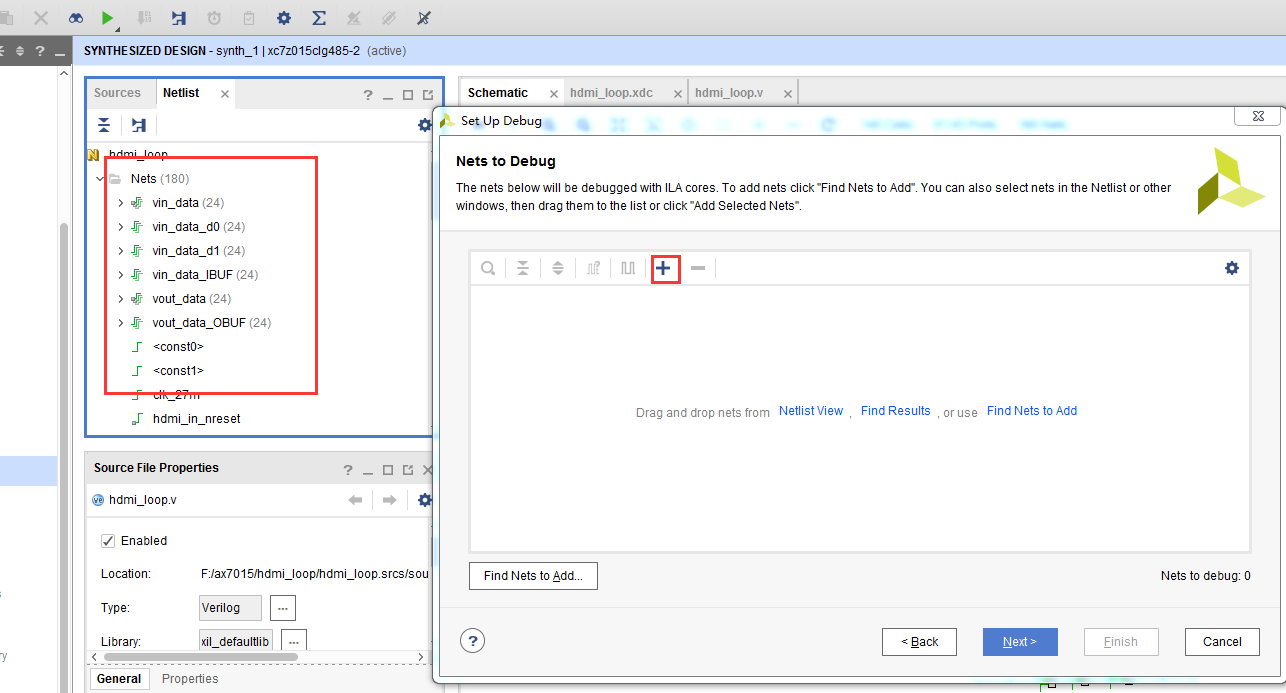 SYNTHESIZED DESIGN - synth_1 | xc7z015clg485-2 (active)
Sources
Netlist
hdmi_loop
Nets (180)
vin_data (24)
vin_data_d0 (24)
vin_data_d1 (24)
vin_data_IBUF (24)
vout_data (24)
vout_data_OBUF (24)
<const0>
<const1>
clk_27m
hdmi_in_nreset
Source File Properties
hdmi_loop.v
Enabled
Location: F:/ax7015/hdmi_loop/hdmi_loop.srcs/sou
Type: Verilog ...
Library: xil_defaultlib ...
General Properties
Schematic
hdmi_loop.xdc
hdmi_loop.v
Set Up Debug
Nets to Debug
The nets below will be debugged with ILA cores. To add nets click "Find Nets to Add". You can also select nets in the Netlist or other
windows, then drag them to the list or click "Add Selected Nets".
Drag and drop nets from Netlist View , Find Results , or use Find Nets to Add
Find Nets to Add...
Nets to debug: 0
< Back
Next >
Finish
Cancel